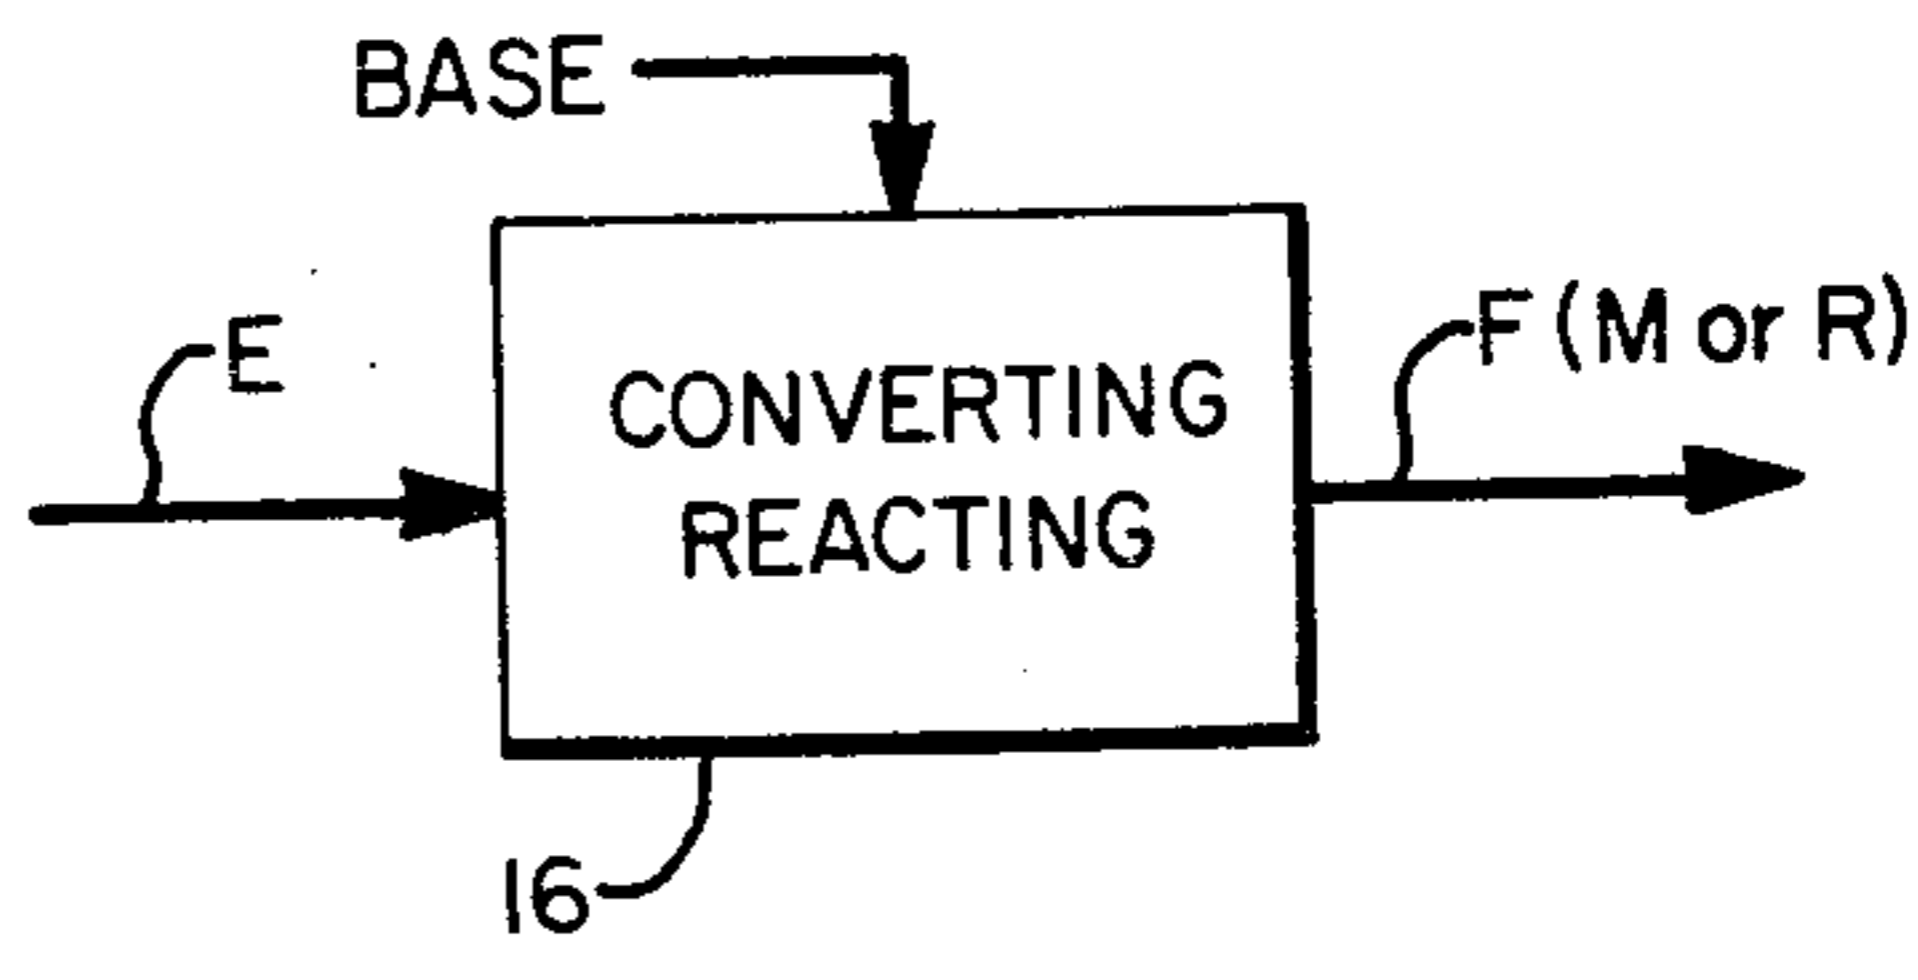 BASE
E
F (M or R)
CONVERTING
REACTING
16